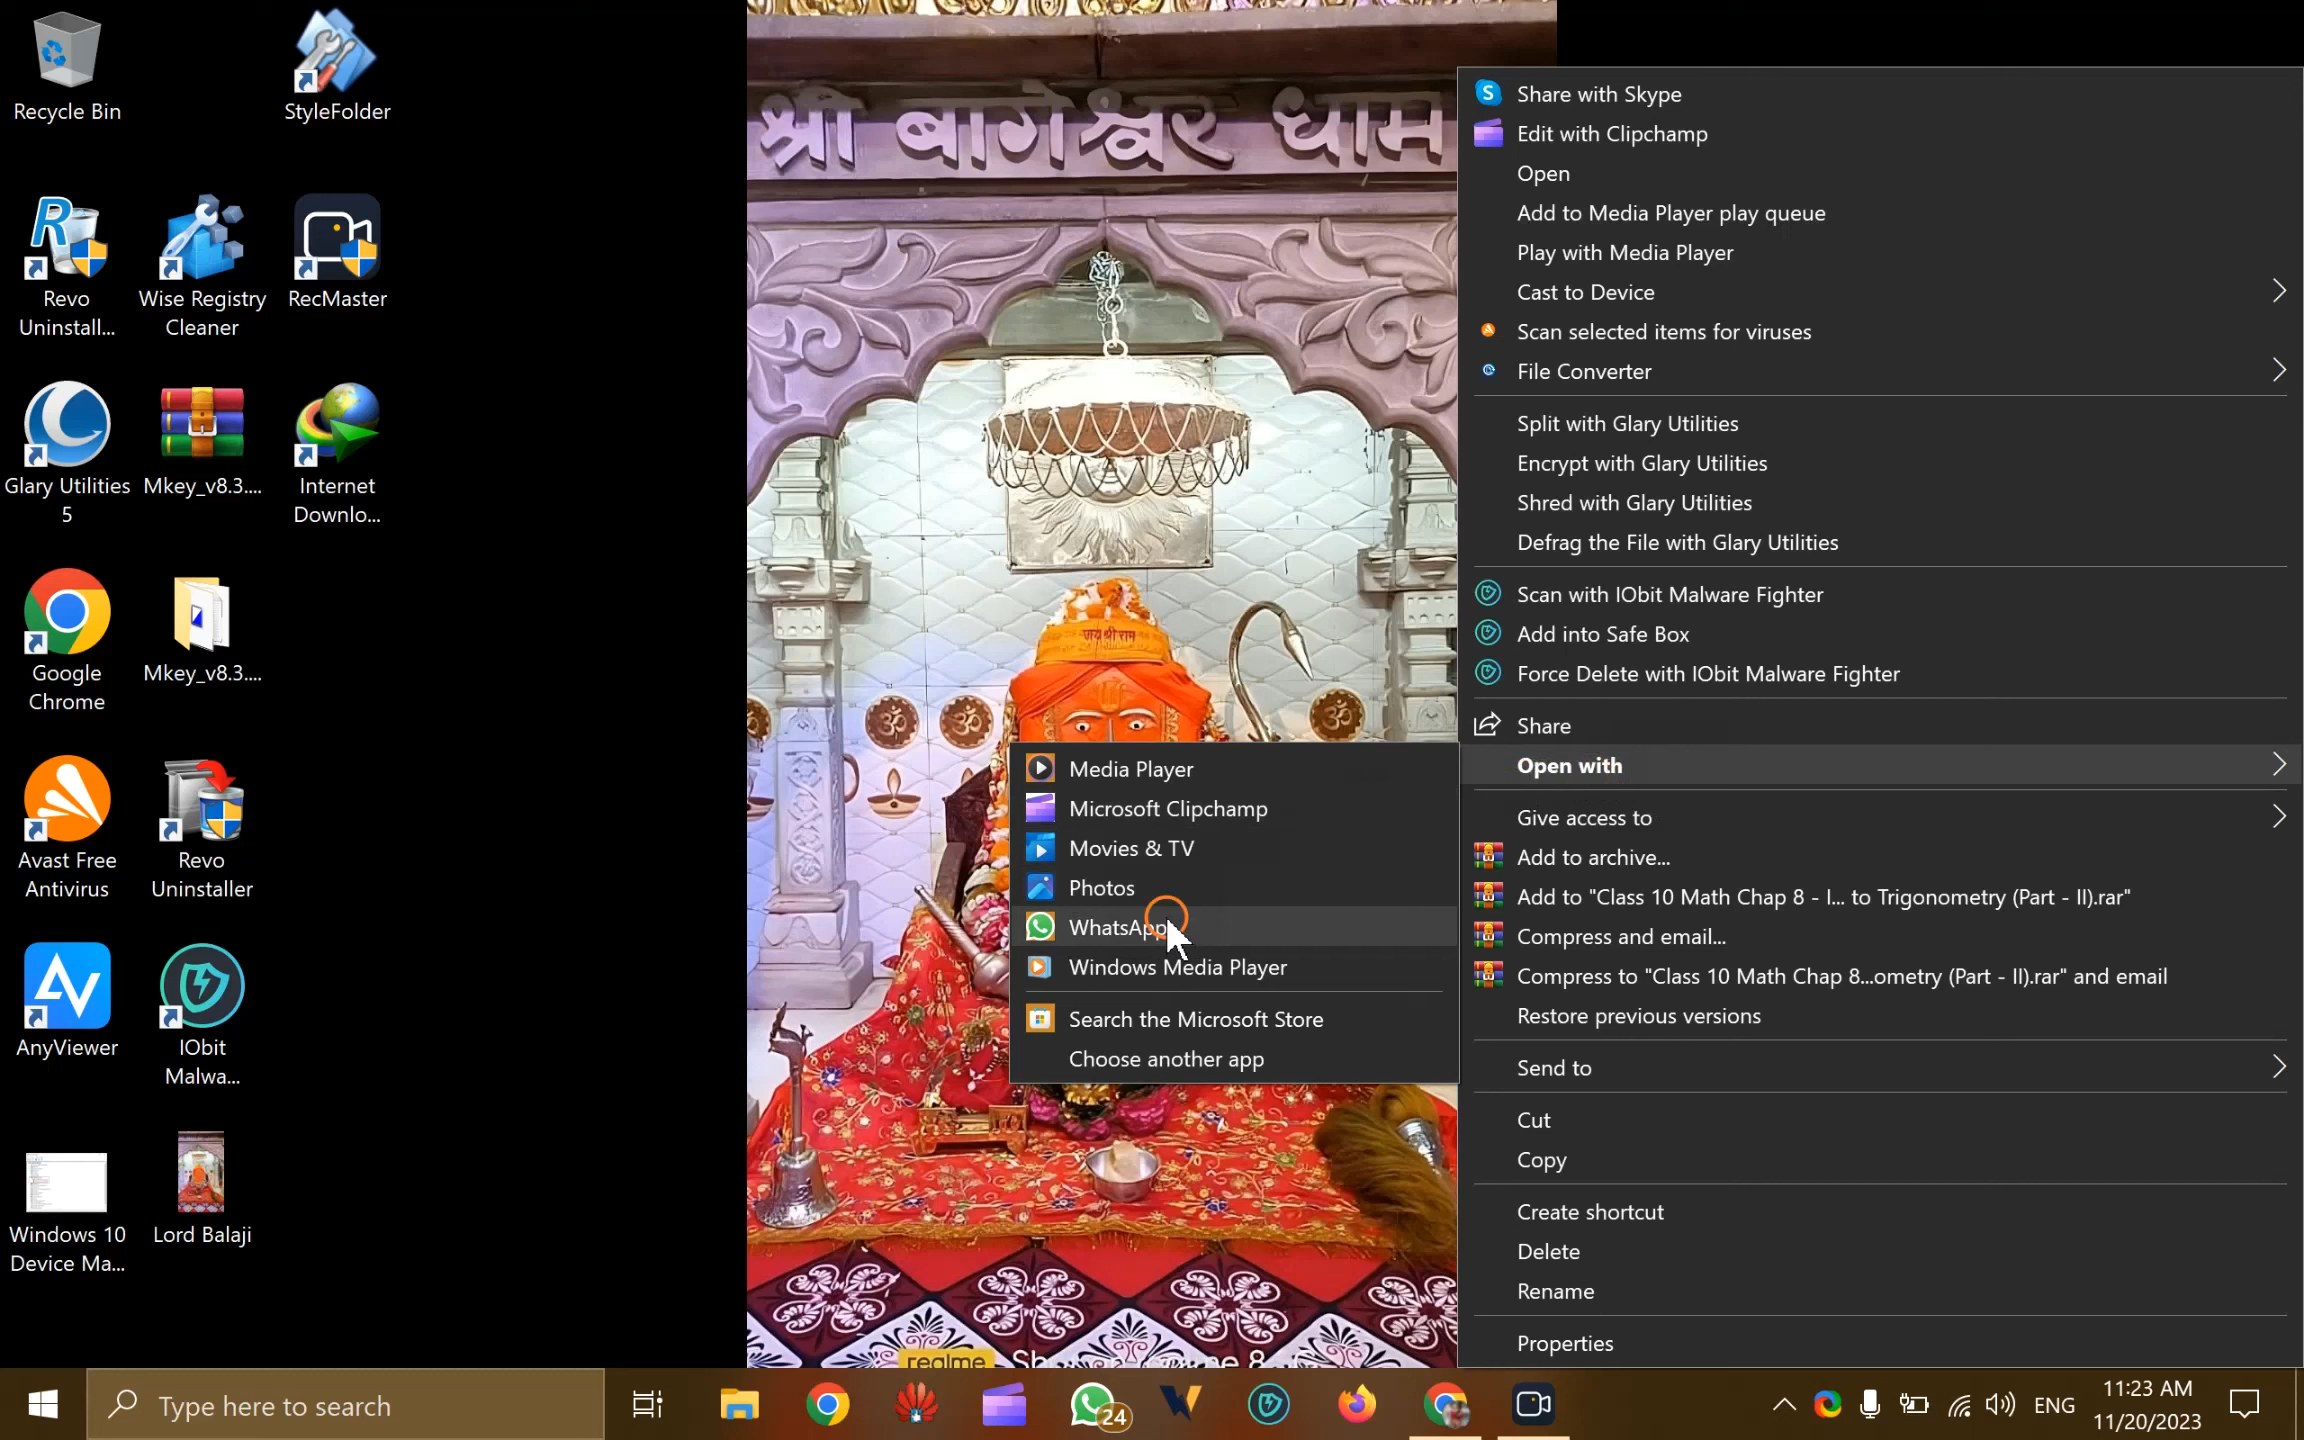 Recycle Bin
StyleFolder
Revo
Uninstall...
Wise Registry
Cleaner
RecMaster
Glary Utilities
5
Mkey_v8.3....
Internet
Downlo...
Google
Chrome
Mkey_v8.3....
Avast Free
Antivirus
Revo
Uninstaller
AnyViewer
IObit
Malwa...
Windows 10
Device Ma...
Lord Balaji
श्री बागेश्वर धाम
जय श्री राम
realme
Share with Skype
Edit with Clipchamp
Open
Add to Media Player play queue
Play with Media Player
Cast to Device
Scan selected items for viruses
File Converter
Split with Glary Utilities
Encrypt with Glary Utilities
Shred with Glary Utilities
Defrag the File with Glary Utilities
Scan with IObit Malware Fighter
Add into Safe Box
Force Delete with IObit Malware Fighter
Share
Open with
Give access to
Add to archive...
Add to "Class 10 Math Chap 8 - I... to Trigonometry (Part - II).rar"
Compress and email...
Compress to "Class 10 Math Chap 8...ometry (Part - II).rar" and email
Restore previous versions
Send to
Cut
Copy
Create shortcut
Delete
Rename
Properties
Media Player
Microsoft Clipchamp
Movies & TV
Photos
WhatsApp
Windows Media Player
Search the Microsoft Store
Choose another app
Type here to search
24
ENG
11:23 AM
11/20/2023